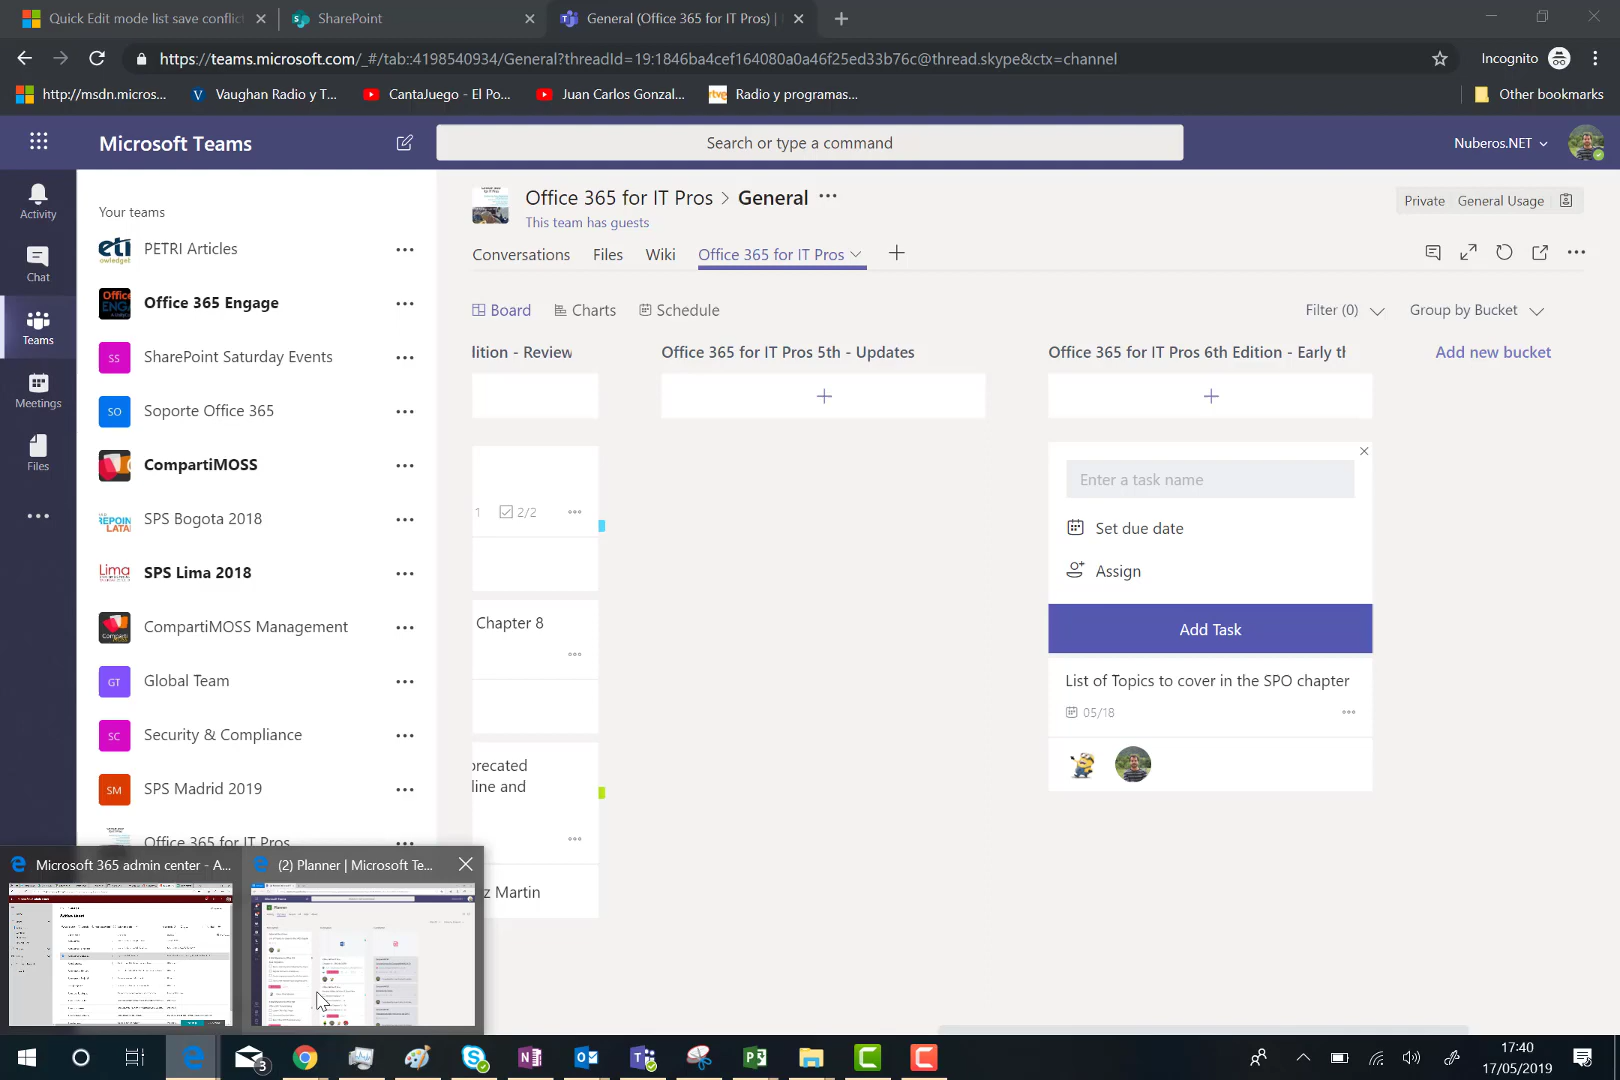 Quick Edit mode list save conflic
SharePoint
General (Office 365 for IT Pros) |
https://teams.microsoft.com/_#/tab::4198540934/General?threadId=19:1846ba4cef164080a0a46f25ed33b76c@thread.skype&ctx=channel
Incognito
http://msdn.micros...
Vaughan Radio y T...
CantaJuego - El Po...
Juan Carlos Gonzal...
Radio y programas...
Other bookmarks
Microsoft Teams
Search or type a command
Nuberos.NET
Activity
Chat
Teams
Meetings
Files
Your teams
PETRI Articles
Office 365 Engage
SS SharePoint Saturday Events
SO Soporte Office 365
CompartiMOSS
SPS Bogota 2018
SPS Lima 2018
CompartiMOSS Management
GT Global Team
SC Security & Compliance
SM SPS Madrid 2019
Office 365 for IT Pros
Office 365 for IT Pros > General ...
This team has guests
Private General Usage
Conversations Files Wiki Office 365 for IT Pros
Board Charts Schedule
Filter (0) Group by Bucket
lition - Review
Office 365 for IT Pros 5th - Updates
Office 365 for IT Pros 6th Edition - Early th
Add new bucket
1 2/2
Chapter 8
precated
line and
z Martin
Enter a task name
Set due date
Assign
Add Task
List of Topics to cover in the SPO chapter
05/18
Microsoft 365 admin center - A...
(2) Planner | Microsoft Te...
3
17:40
17/05/2019